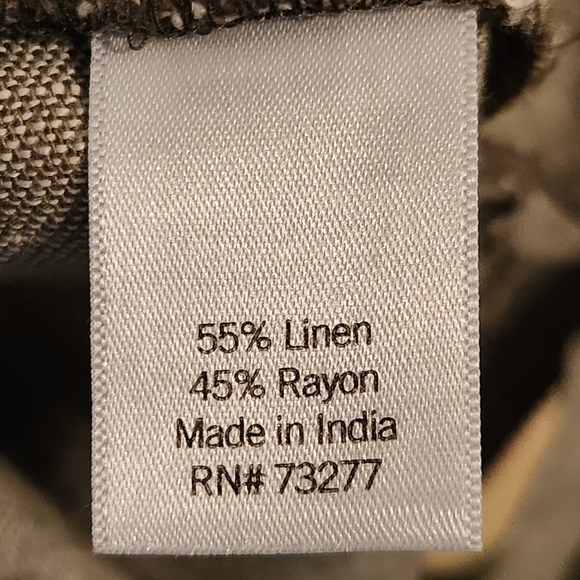 55% Linen
45% Rayon
Made in India
RN# 73277